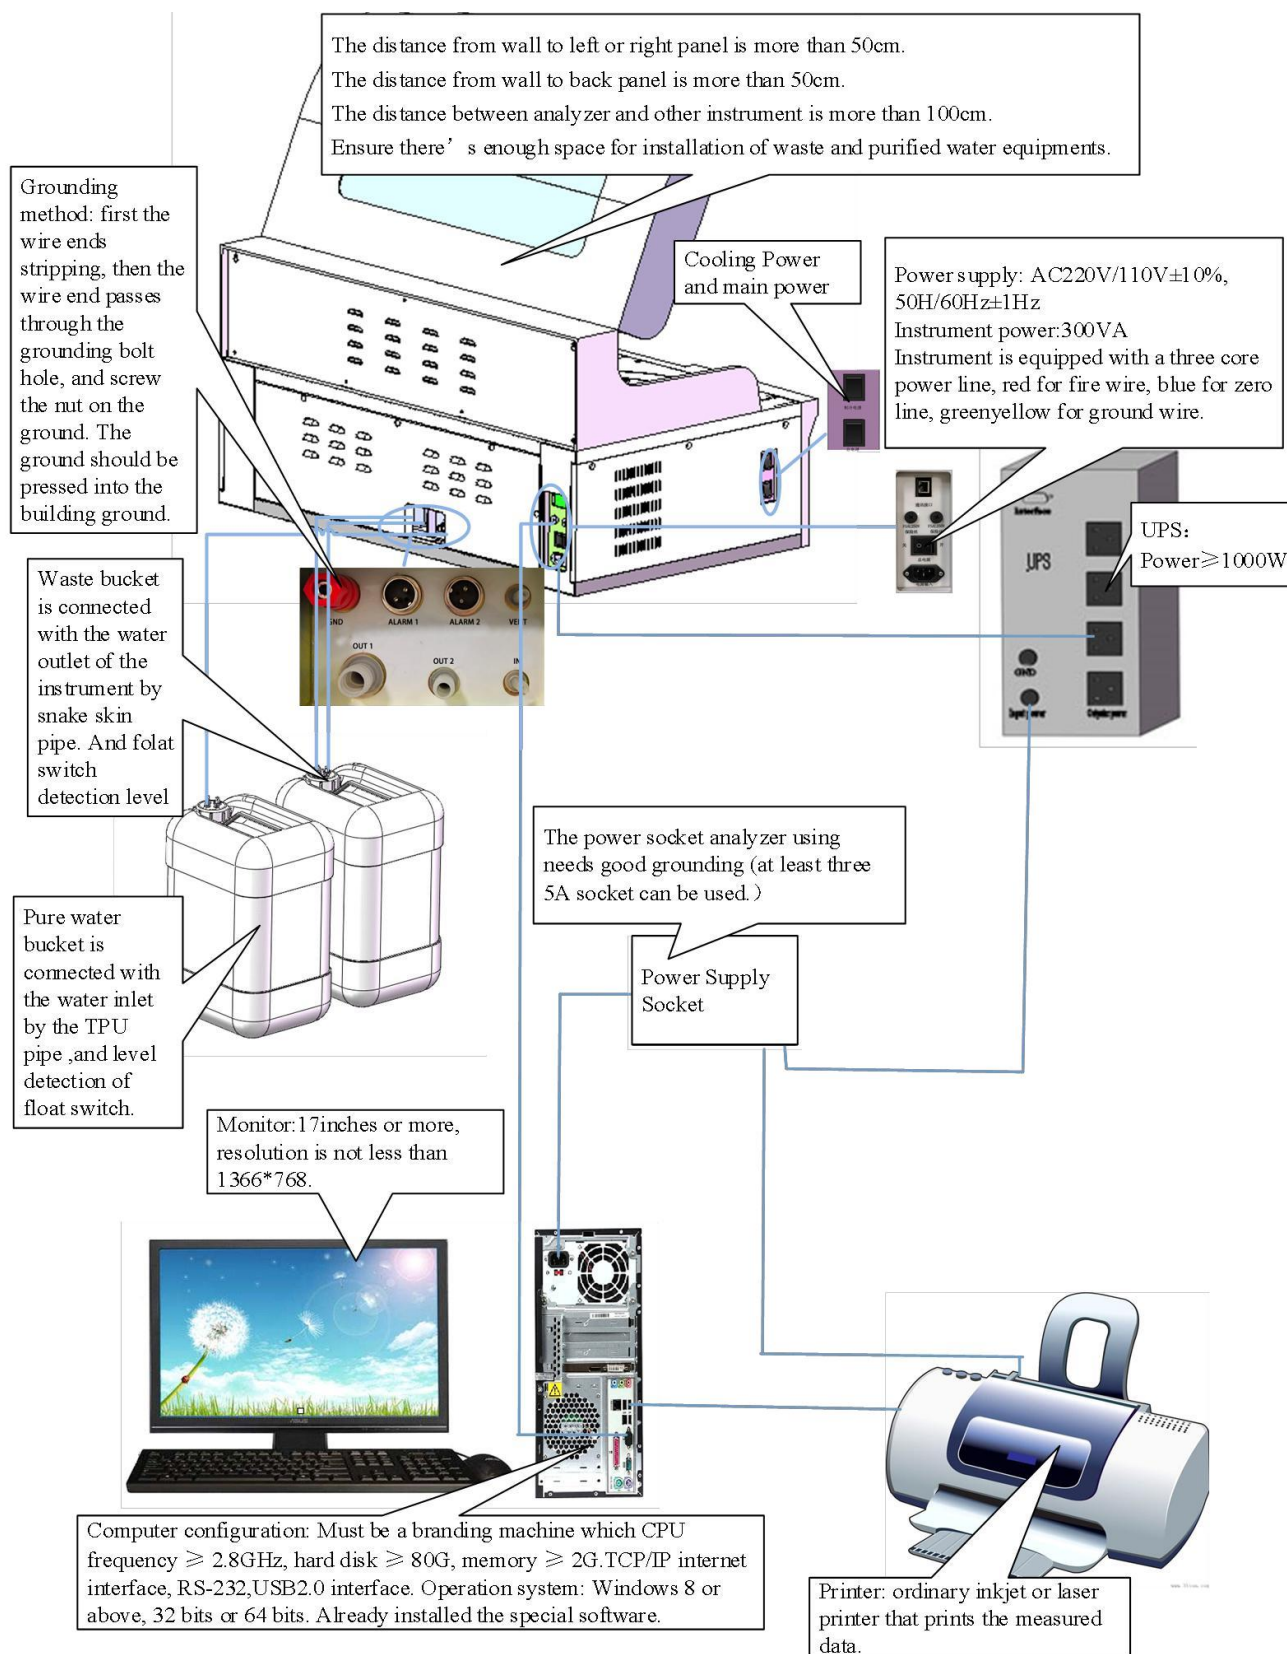 The distance from wall to left or right panel is more than 50cm.
The distance from wall to back panel is more than 50cm.
The distance between analyzer and other instrument is more than 100cm.
Ensure there's enough space for installation of waste and purified water equipments.
Grounding
method: first the
wire ends
stripping, then the
wire end passes
through the
grounding bolt
hole, and screw
the nut on the
ground. The
ground should be
pressed into the
building ground.
Cooling Power
and main power
Power supply: AC220V/110V±10%,
50H/60Hz±1Hz
Instrument power:300VA
Instrument is equipped with a three core
power line, red for fire wire, blue for zero
line, greenyellow for ground wire.
Interface
UPS
UPS：
Power≥1000W
GND
Input power
Output power
Waste bucket
is connected
with the water
outlet of the
instrument by
snake skin
pipe. And folat
switch
detection level
GND
ALARM 1
ALARM 2
VENT
OUT 1
OUT 2
IN
The power socket analyzer using
needs good grounding (at least three
5A socket can be used.）
Power Supply
Socket
Pure water
bucket is
connected with
the water inlet
by the TPU
pipe ,and level
detection of
float switch.
Monitor:17inches or more,
resolution is not less than
1366*768.
ASUS
Computer configuration: Must be a branding machine which CPU
frequency ≥ 2.8GHz, hard disk ≥ 80G, memory ≥ 2G.TCP/IP internet
interface, RS-232,USB2.0 interface. Operation system: Windows 8 or
above, 32 bits or 64 bits. Already installed the special software.
Printer: ordinary inkjet or laser
printer that prints the measured
data.